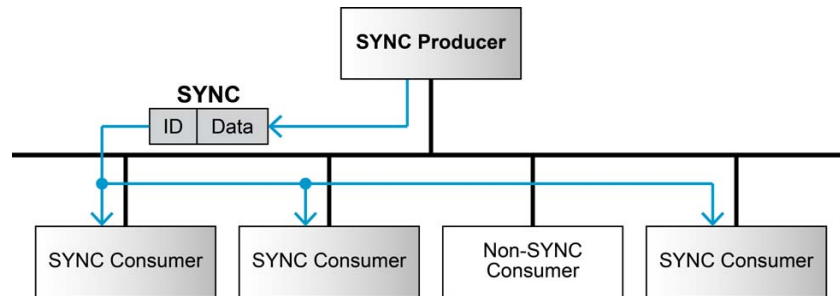 SYNC Producer
SYNC
ID Data
SYNC Consumer
SYNC Consumer
Non-SYNC
Consumer
SYNC Consumer